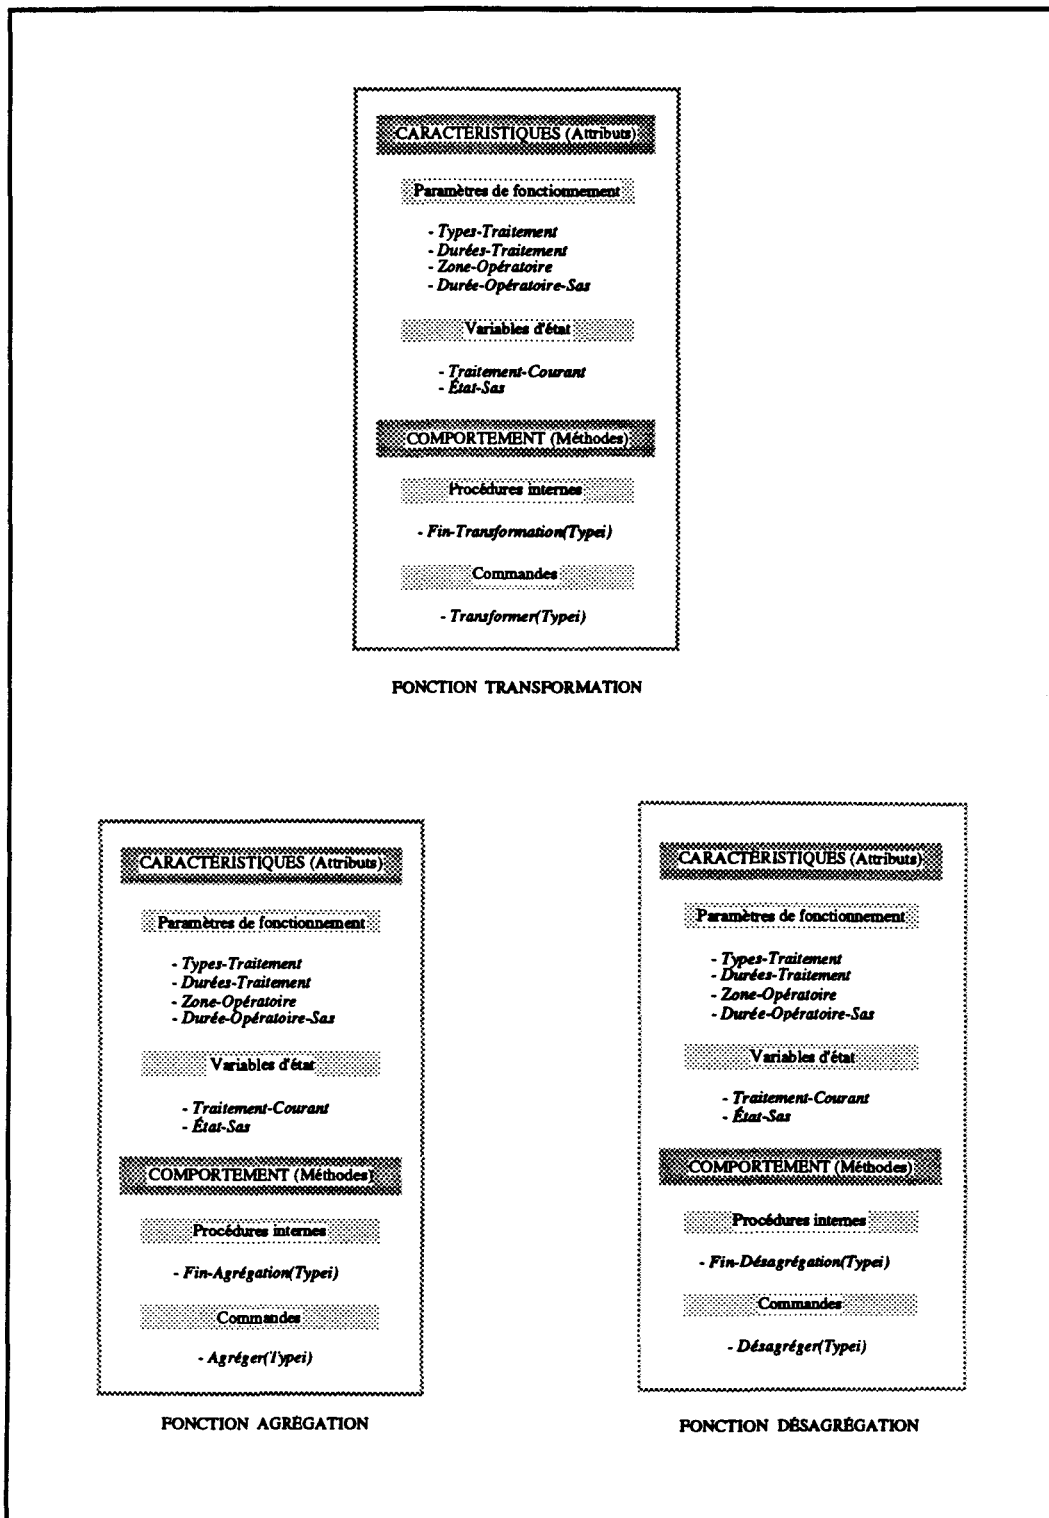 CARACTÉRISTIQUES (Attributs)
Paramètres de fonctionnement
- Types-Traitement
- Durées-Traitement
- Zone-Opératoire
- Durée-Opératoire-Sas
Variables d'état
- Traitement-Courant
- État-Sas
COMPORTEMENT (Méthodes)
Procédures internes
- Fin-Transformation(Typei)
Commandes
- Transformer(Typei)
FONCTION TRANSFORMATION
CARACTÉRISTIQUES (Attributs)
Paramètres de fonctionnement
- Types-Traitement
- Durées-Traitement
- Zone-Opératoire
- Durée-Opératoire-Sas
Variables d'état
- Traitement-Courant
- État-Sas
COMPORTEMENT (Méthodes)
Procédures internes
- Fin-Agrégation(Typei)
Commandes
- Agréger(Typei)
FONCTION AGRÉGATION
CARACTÉRISTIQUES (Attributs)
Paramètres de fonctionnement
- Types-Traitement
- Durées-Traitement
- Zone-Opératoire
- Durée-Opératoire-Sas
Variables d'état
- Traitement-Courant
- État-Sas
COMPORTEMENT (Méthodes)
Procédures internes
- Fin-Désagrégation(Typei)
Commandes
- Désagréger(Typei)
FONCTION DÉSAGRÉGATION